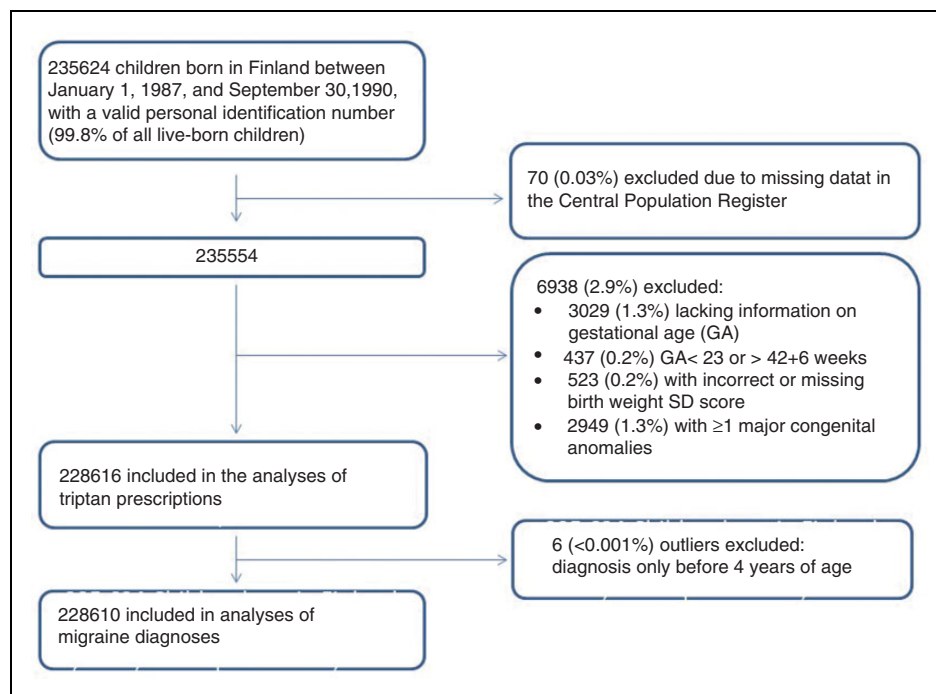 235624 children born in Finland between
January 1, 1987, and September 30,1990,
with a valid personal identification number
(99.8% of all live-born children)
70 (0.03%) excluded due to missing datat in
the Central Population Register
235554
6938 (2.9%) excluded:
• 3029 (1.3%) lacking information on
gestational age (GA)
• 437 (0.2%) GA< 23 or > 42+6 weeks
• 523 (0.2%) with incorrect or missing
birth weight SD score
• 2949 (1.3%) with ≥1 major congenital
anomalies
228616 included in the analyses of
triptan prescriptions
6 (<0.001%) outliers excluded:
diagnosis only before 4 years of age
228610 included in analyses of
migraine diagnoses